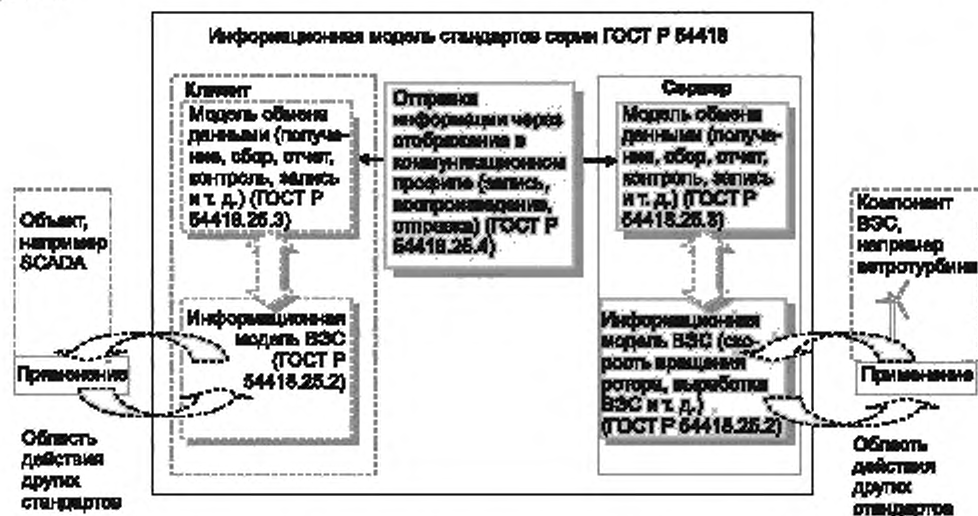 Информационная модель стандартов серии ГОСТ Р 54418
Клиент
Модель обмена
данными (получе-
ние, сбор, отчет,
контроль, запись
и т. д.) (ГОСТ Р
54418.25.3)
Отправка
информации через
отображение в
коммуникационном
профиле (запись,
воспроизведение,
отправка) (ГОСТ Р
54418.25.4)
Сервер
Модель обмена
данными (получе-
ние, сбор, отчет,
контроль, запись
и т. д.) (ГОСТ Р
54418.25.3)
Объект,
например
SCADA
Компонент
ВЭС,
например
ветротурбина
Информационная
модель ВЭС
(ГОСТ Р
54418.25.2)
Информационная
модель ВЭС (ско-
рость вращения
ротора, выработка
ВЭС и т. д.)
(ГОСТ Р 54418.25.2)
Применение
Применение
Область
действия
других
стандартов
Область
действия
других
стандартов